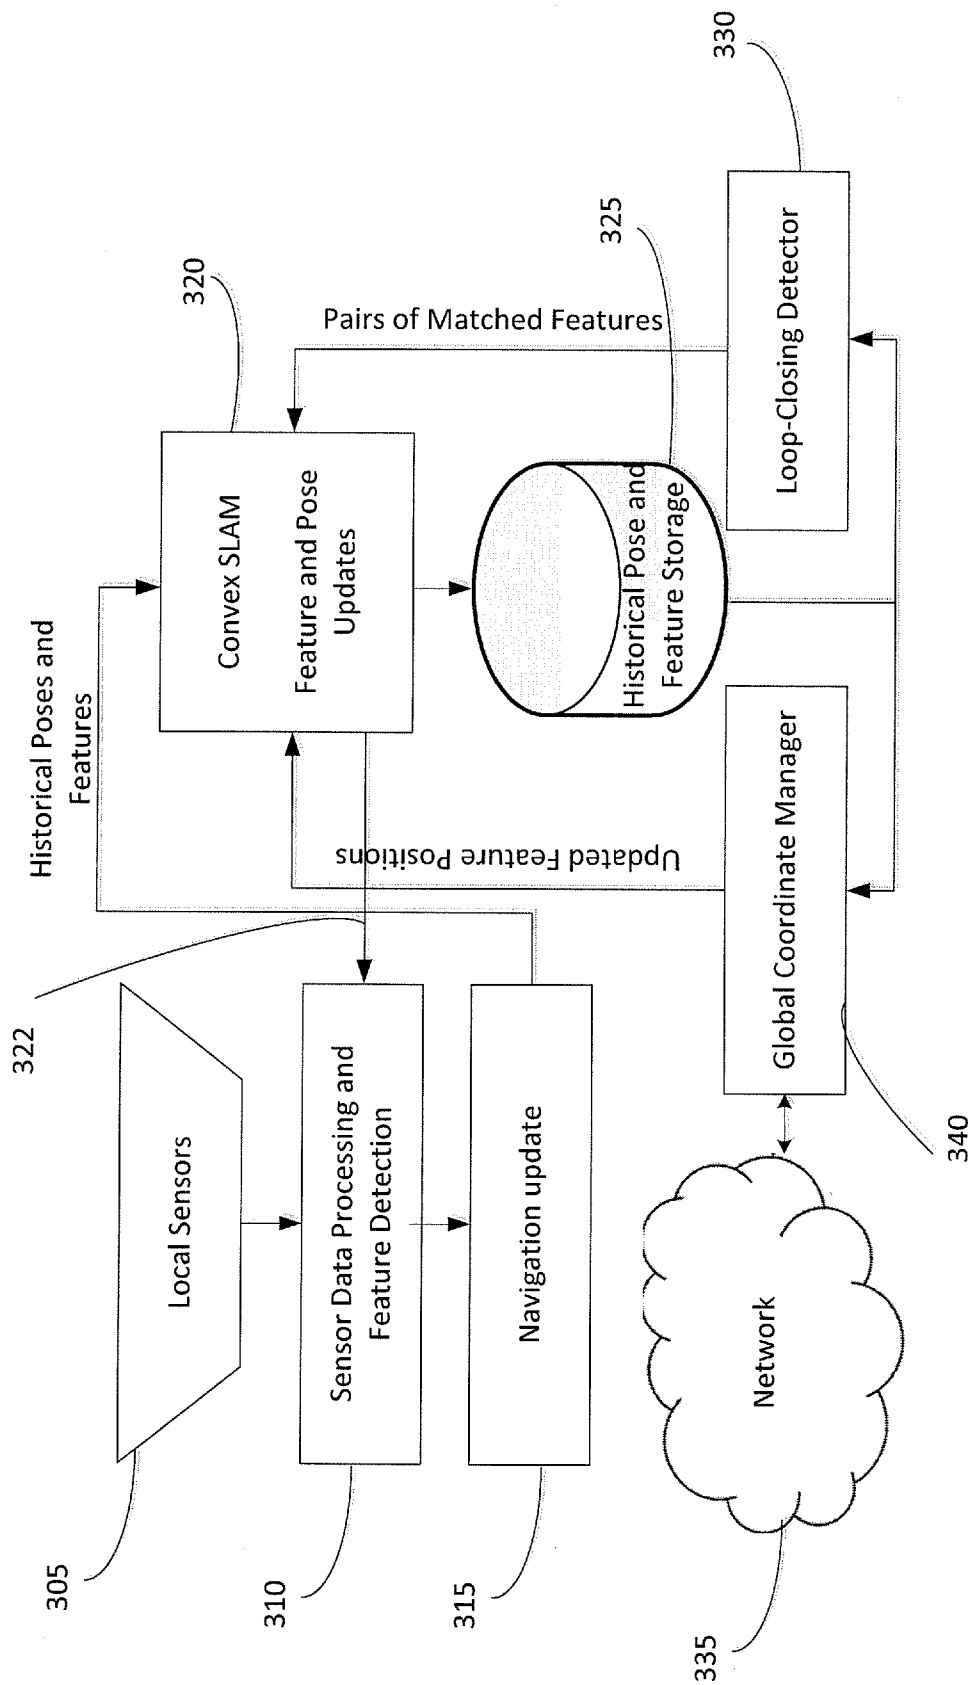 305
Local Sensors
310
Sensor Data Processing and
Feature Detection
315
Navigation update
322
Historical Poses and
Features
320
Convex SLAM
Feature and Pose
Updates
Updated Feature Positions
Pairs of Matched Features
325
Historical Pose and
Feature Storage
335
Network
340
Global Coordinate Manager
330
Loop-Closing Detector